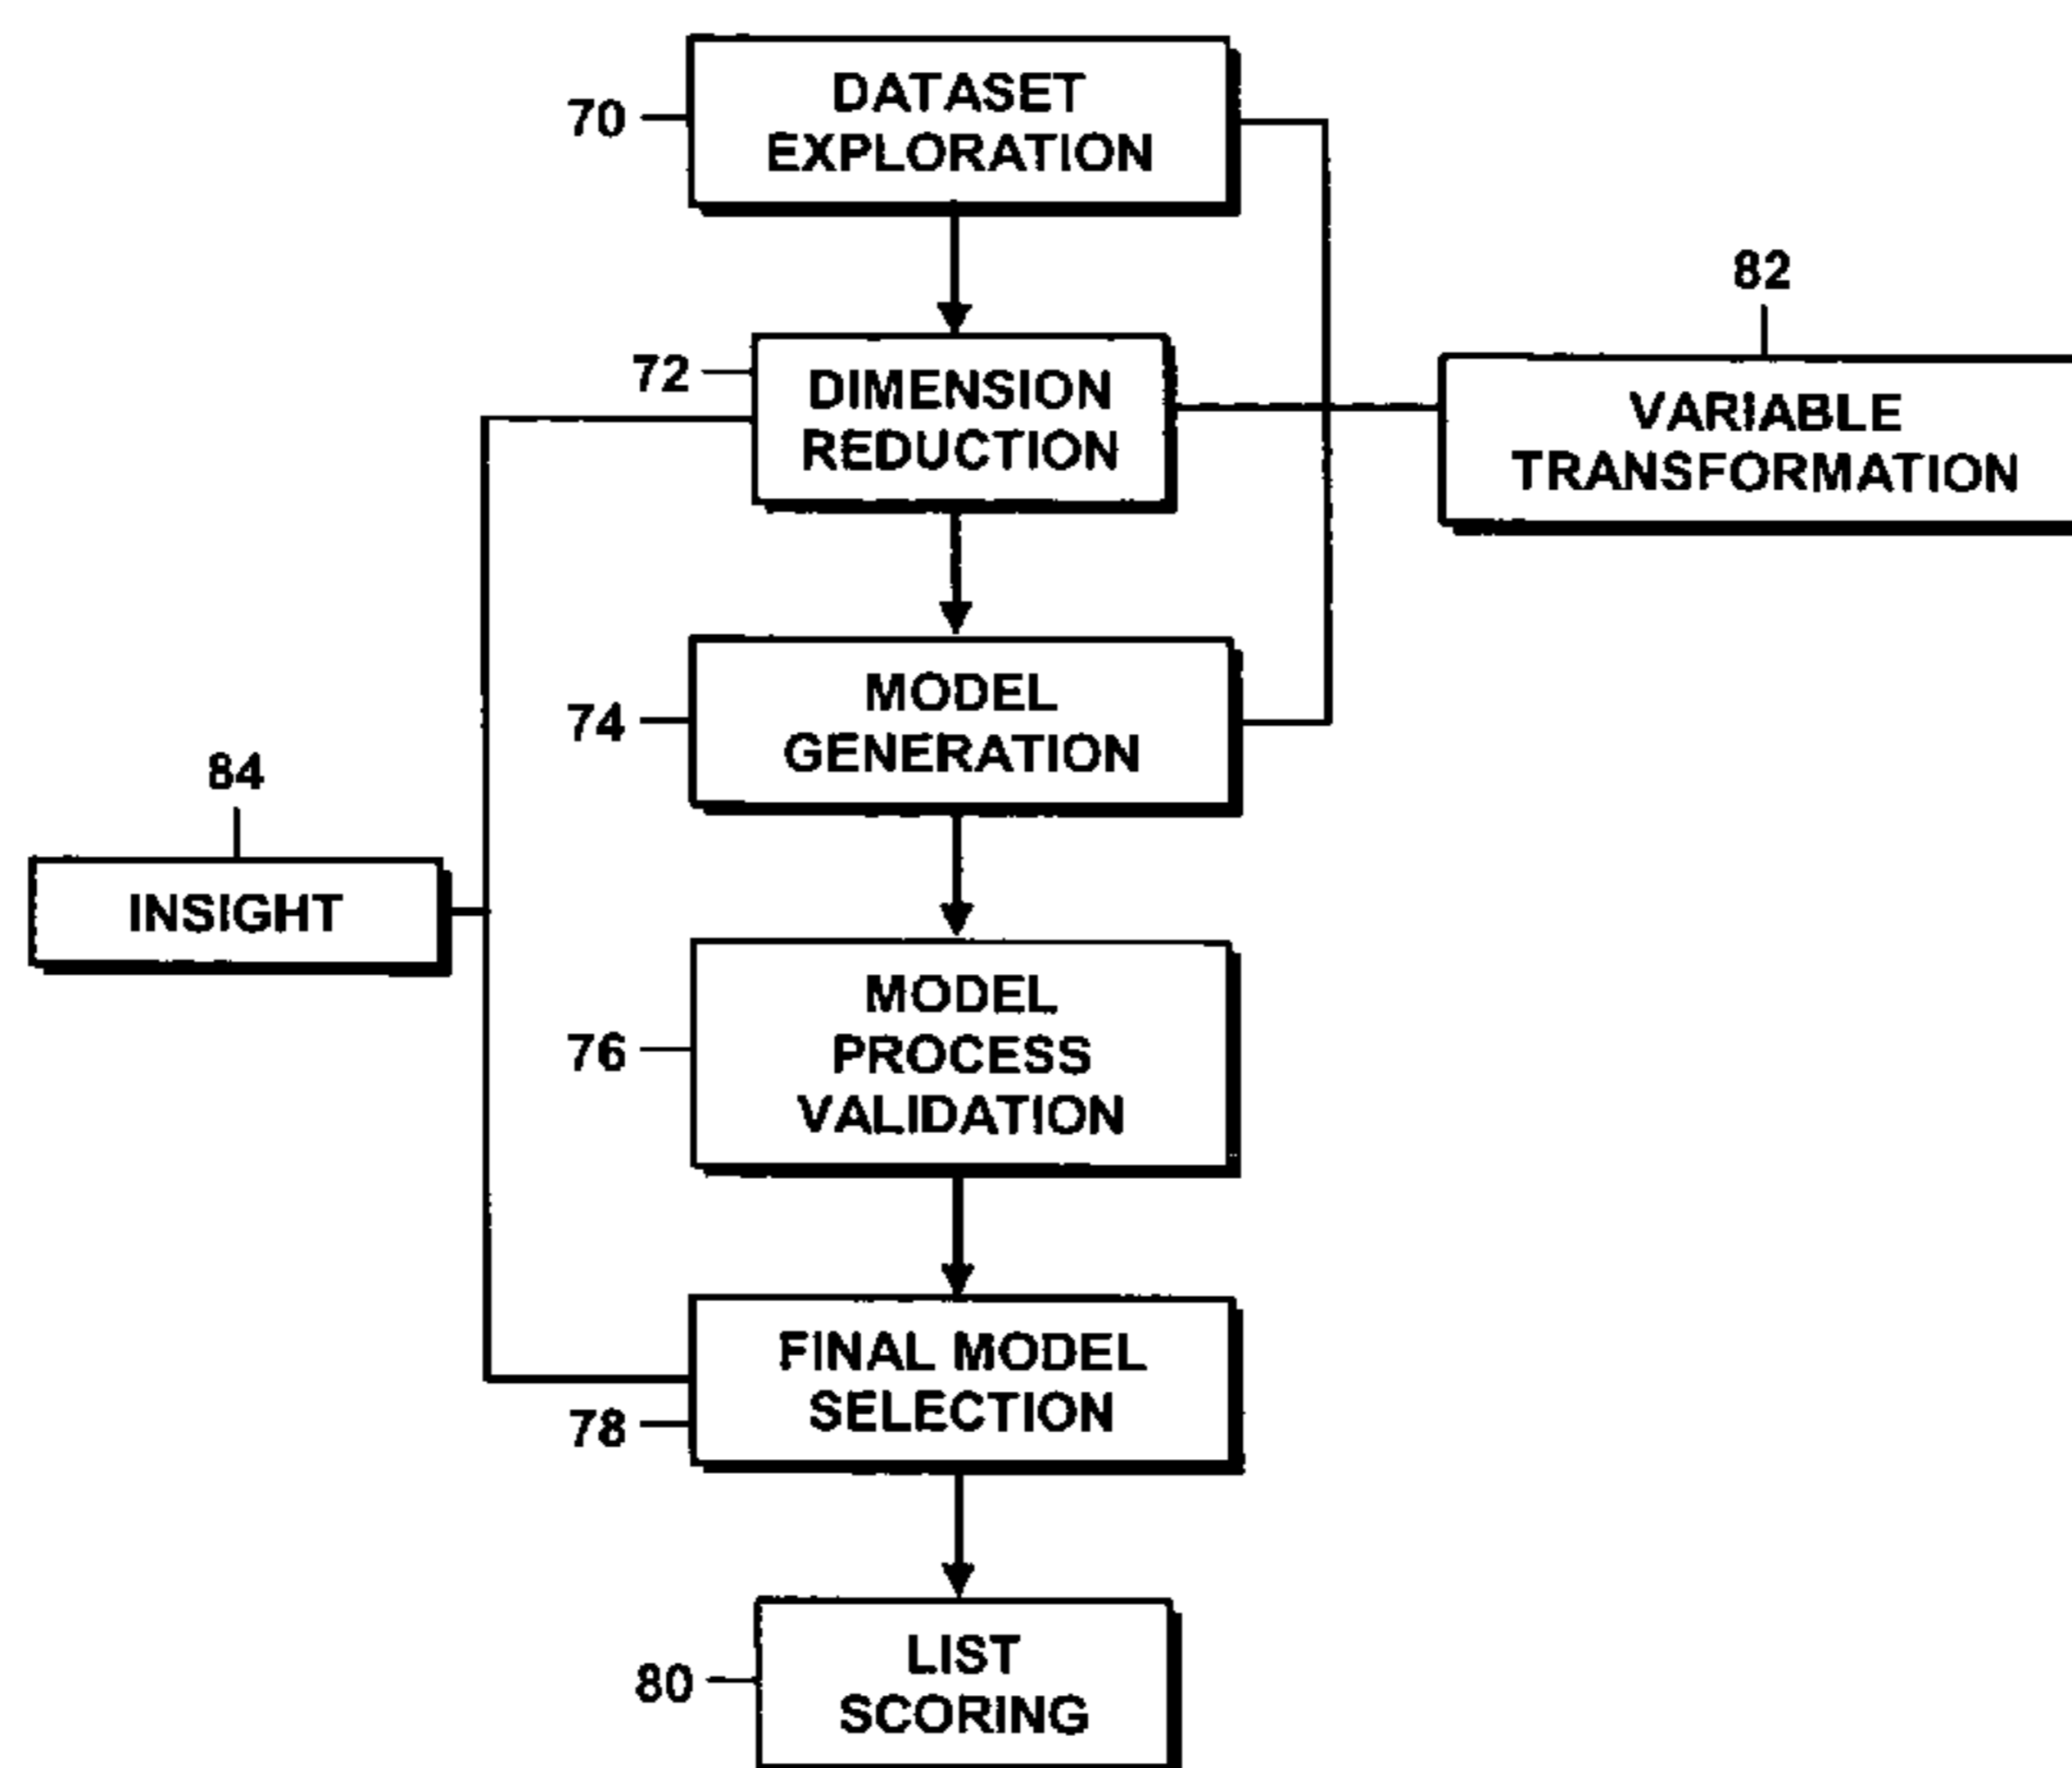 70
DATASET
EXPLORATION
82
72
DIMENSION
REDUCTION
VARIABLE
TRANSFORMATION
74
MODEL
GENERATION
84
INSIGHT
76
MODEL
PROCESS
VALIDATION
FINAL MODEL
SELECTION
78
80
LIST
SCORING